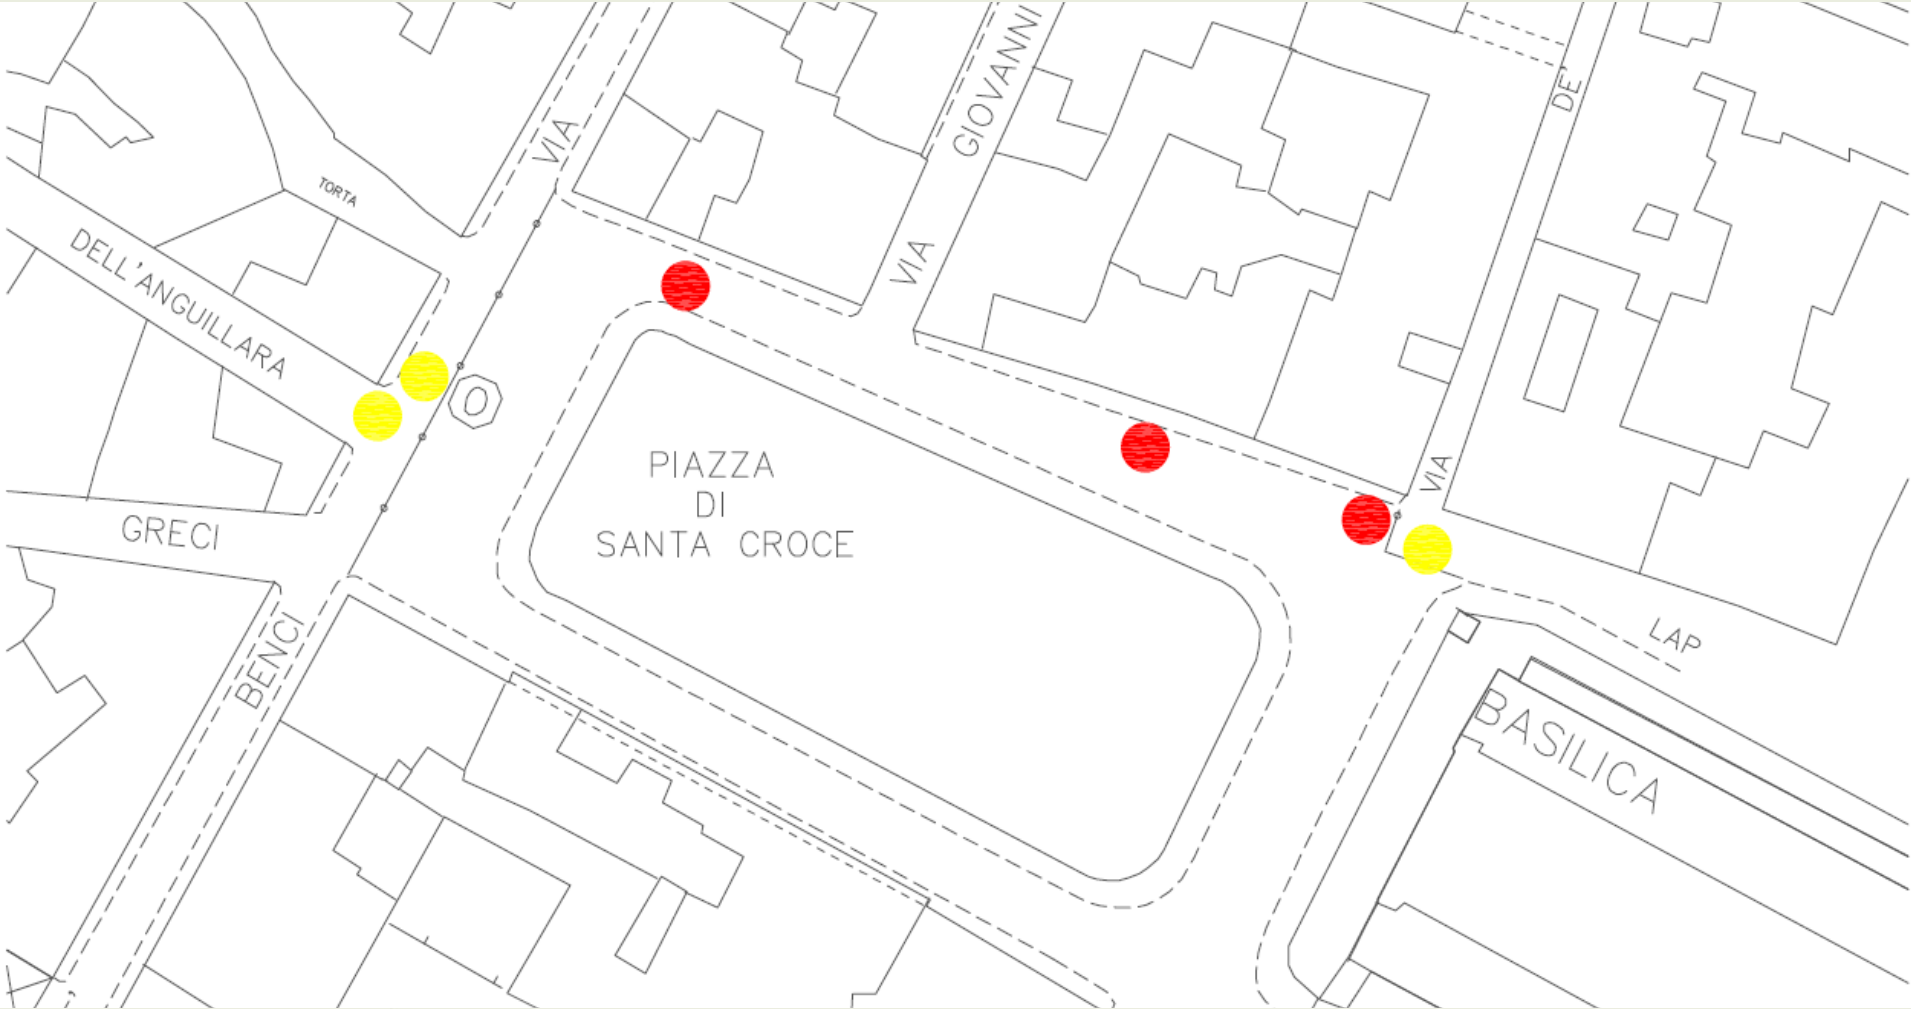 VIA
GIOVANNI
VIA
DE
TORTA
DELL'ANGUILLARA
O
PIAZZA
DI
SANTA CROCE
VIA
GRECI
BENCI
LAP
BASILICA